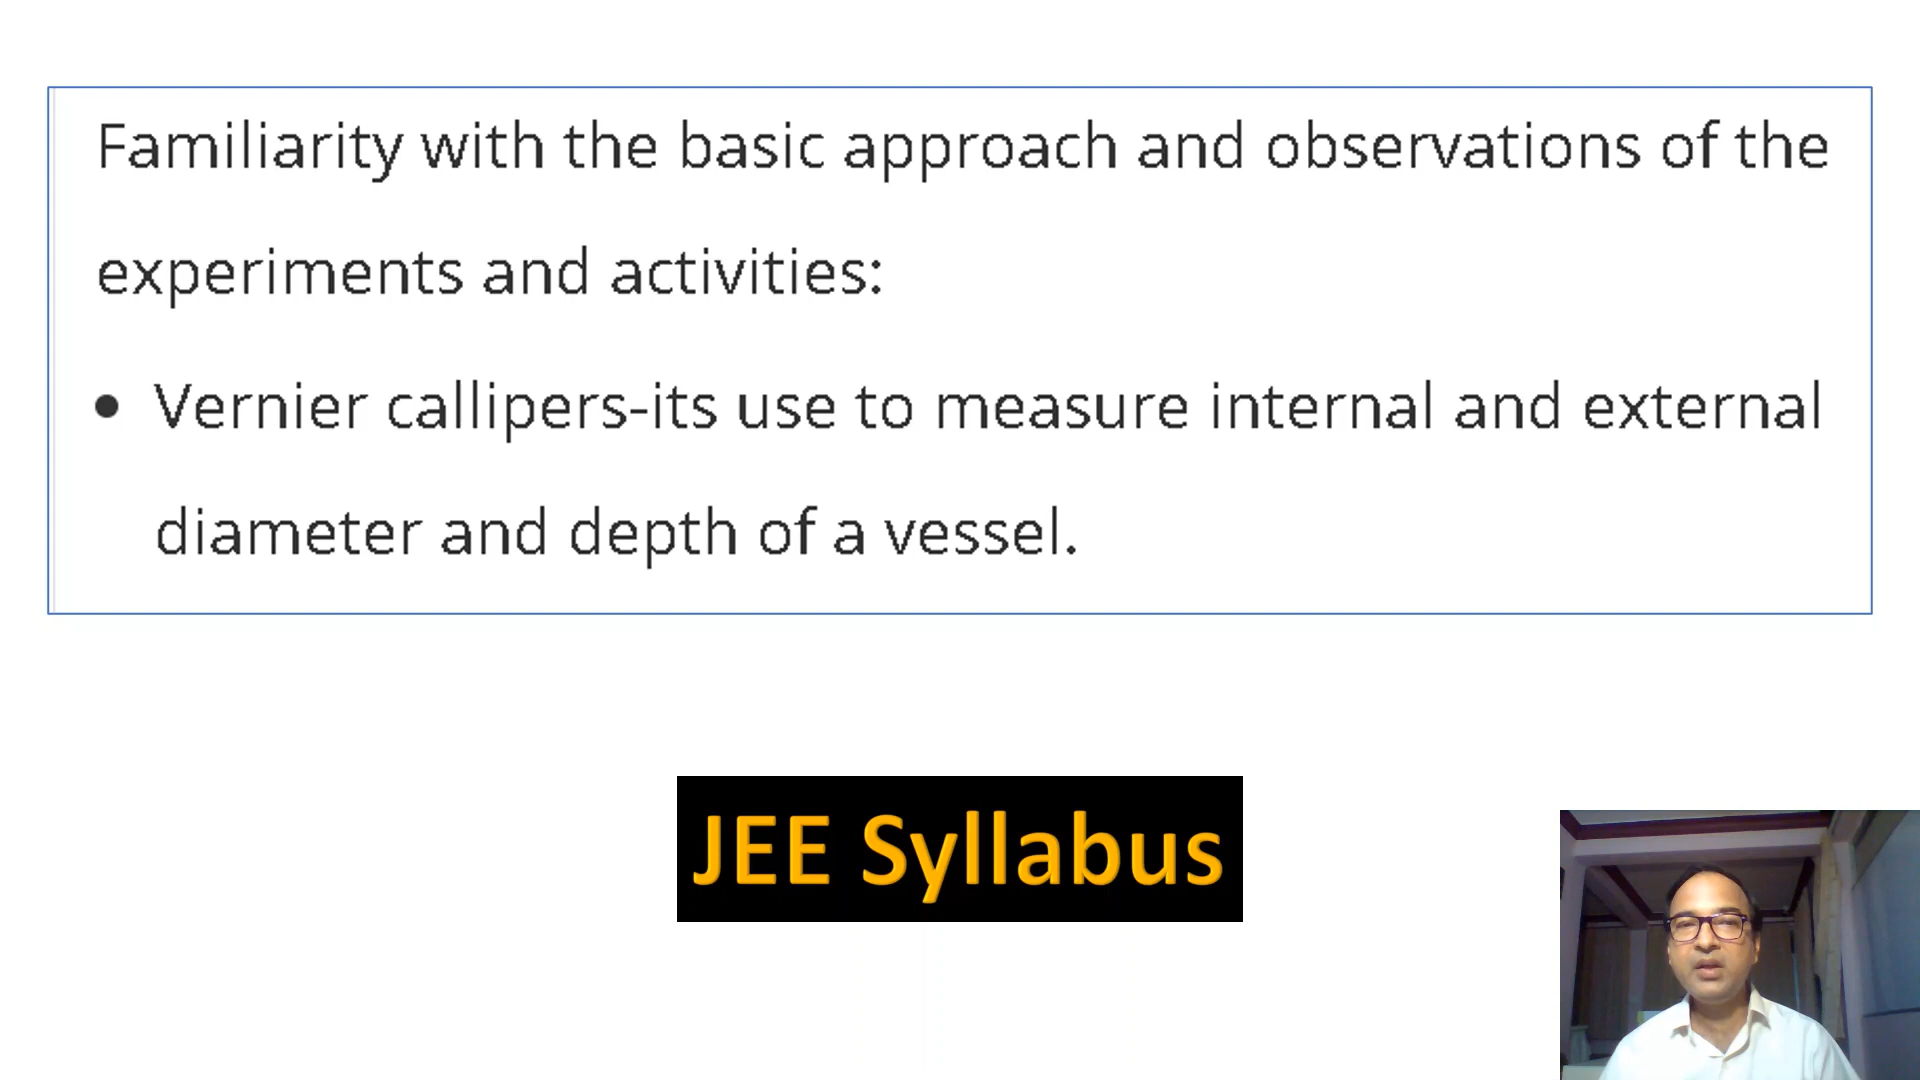 Familiarity with the basic approach and observations of the
experiments and activities:
• Vernier callipers-its use to measure internal and external
diameter and depth of a vessel.
JEE Syllabus